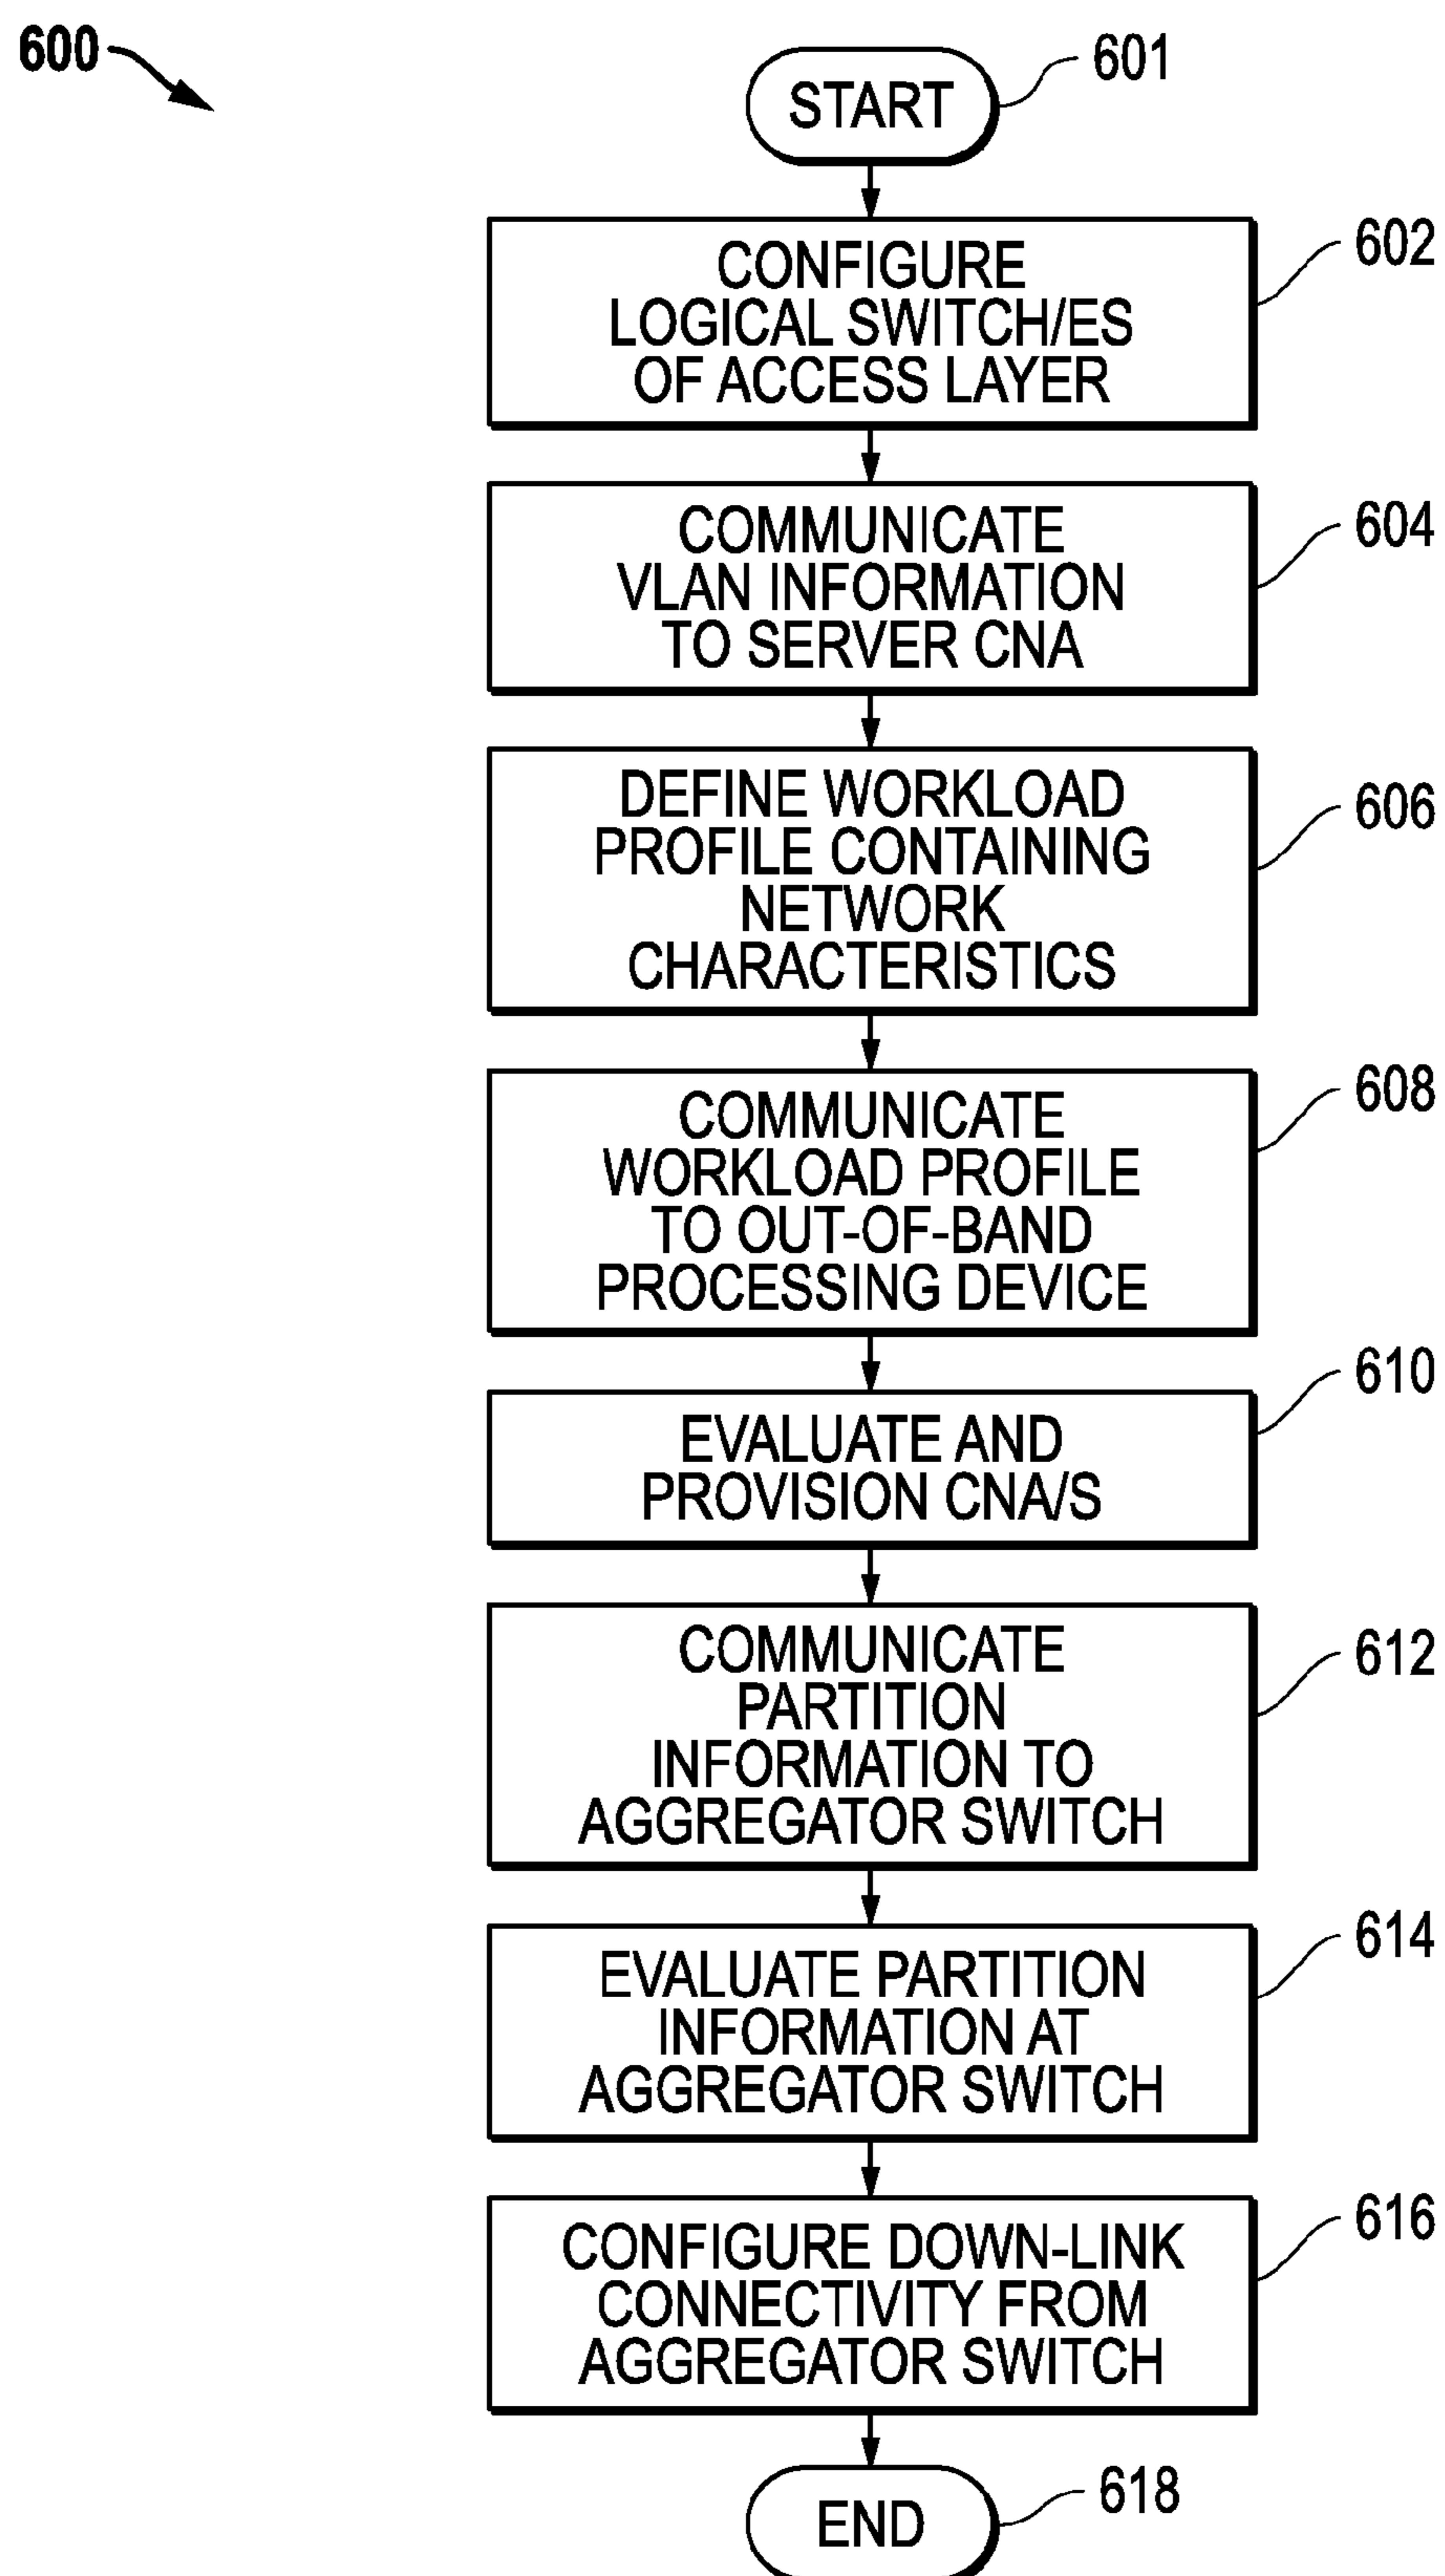 600
START
601
CONFIGURE
LOGICAL SWITCH/ES
OF ACCESS LAYER
602
COMMUNICATE
VLAN INFORMATION
TO SERVER CNA
604
DEFINE WORKLOAD
PROFILE CONTAINING
NETWORK
CHARACTERISTICS
606
COMMUNICATE
WORKLOAD PROFILE
TO OUT-OF-BAND
PROCESSING DEVICE
608
EVALUATE AND
PROVISION CNA/S
610
COMMUNICATE
PARTITION
INFORMATION TO
AGGREGATOR SWITCH
612
EVALUATE PARTITION
INFORMATION AT
AGGREGATOR SWITCH
614
CONFIGURE DOWN-LINK
CONNECTIVITY FROM
AGGREGATOR SWITCH
616
END
618